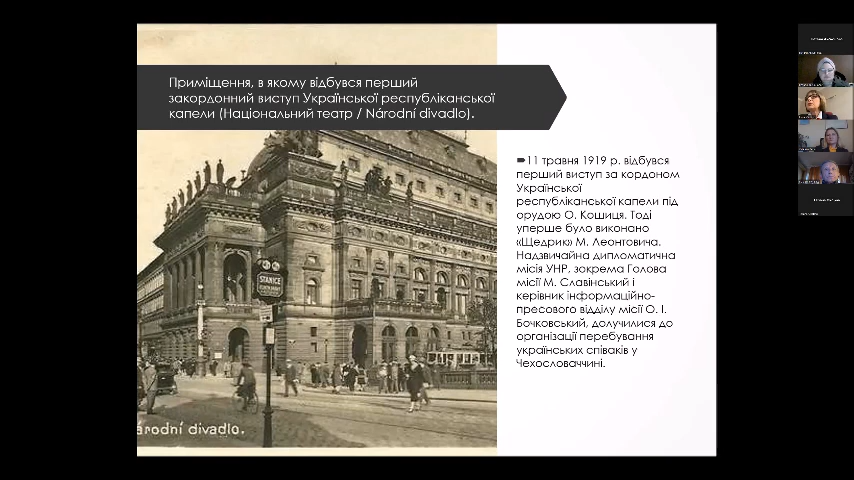 Приміщення, в якому відбувся перший
закордонний виступ Української республіканської
капели (Національний театр / Národní divadlo).
11 травня 1919 р. відбувся
перший виступ за кордоном
Української
республіканської капели під
орудою О. Кошиця. Тоді
уперше було виконано
«Щедрик» М. Леонтовича.
Надзвичайна дипломатична
місія УНР, зокрема Голова
місії М. Славінський і
керівник інформаційно-
пресового відділу місії О. І.
Бочковський, долучилися до
організації перебування
українських співаків у
Чехословаччині.
STANICE
árodní divadlo.